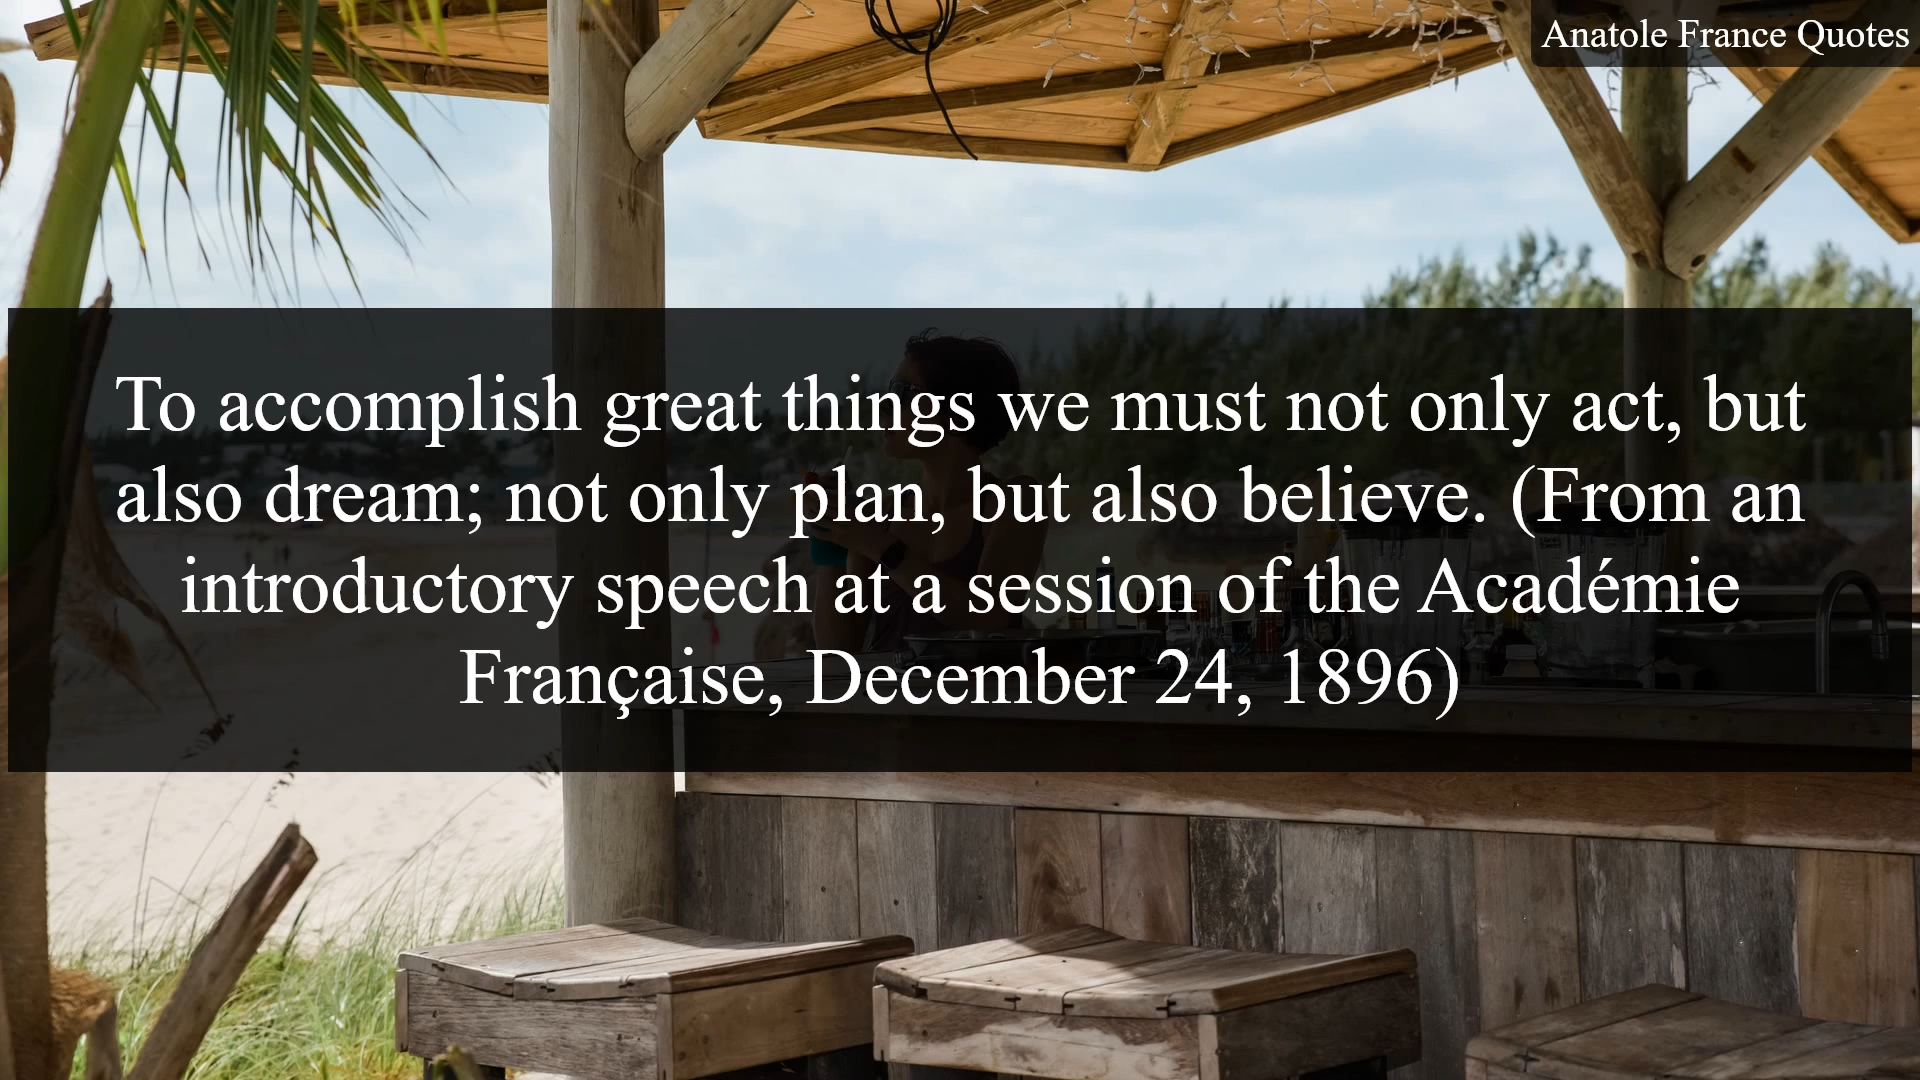 Anatole France Quotes
To accomplish great things we must not only act, but
also dream; not only plan, but also believe. (From an
introductory speech at a session of the Académie
Française, December 24, 1896)